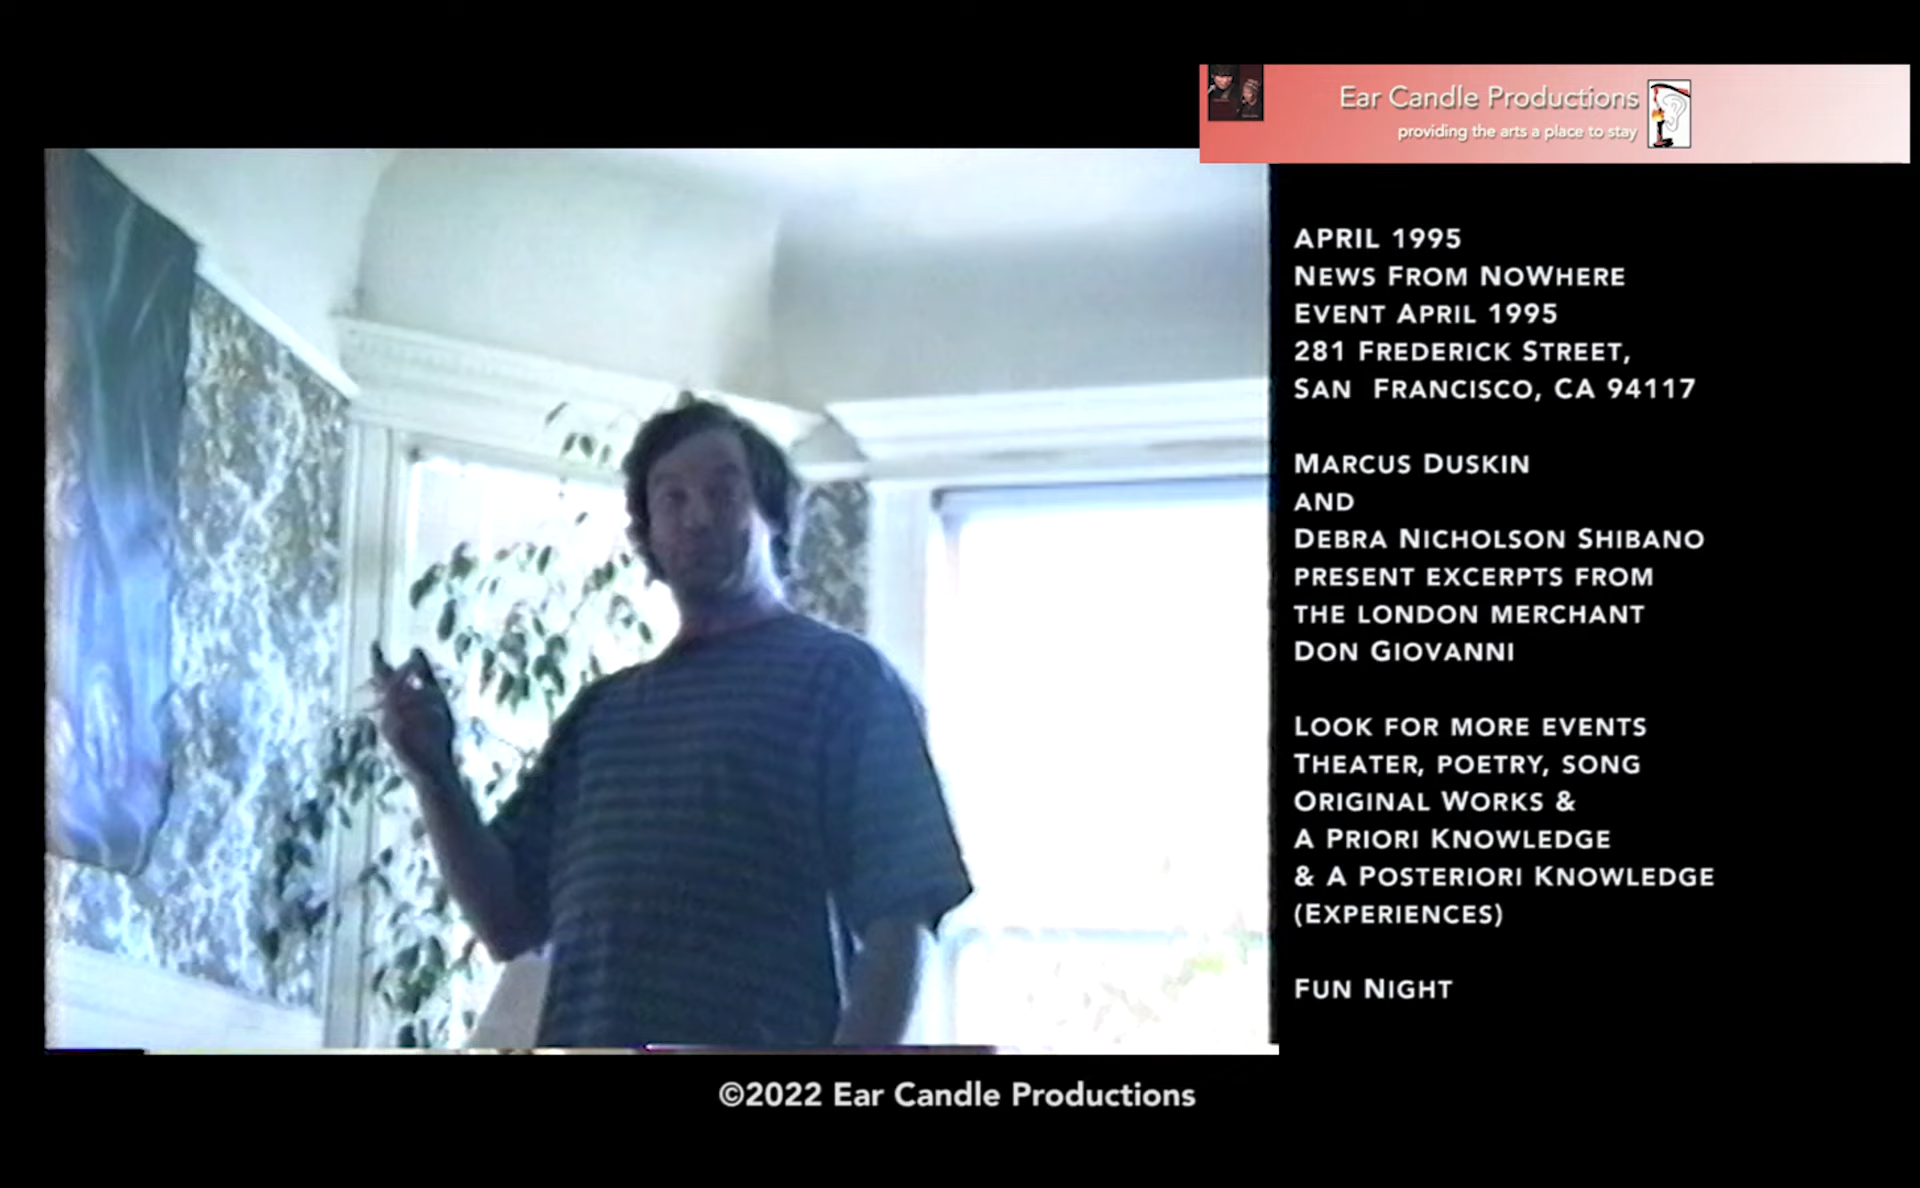 Ear Candle Productions
providing the arts a place to stay
APRIL 1995
NEWS FROM NOWHERE
EVENT APRIL 1995
281 FREDERICK STREET,
SAN FRANCISCO, CA 94117
MARCUS DUSKIN
AND
DEBRA NICHOLSON SHIBANO
PRESENT EXCERPTS FROM
THE LONDON MERCHANT
DON GIOVANNI
LOOK FOR MORE EVENTS
THEATER, POETRY, SONG
ORIGINAL WORKS &
A PRIORI KNOWLEDGE
& A POSTERIORI KNOWLEDGE
(EXPERIENCES)
FUN NIGHT
©2022 Ear Candle Productions